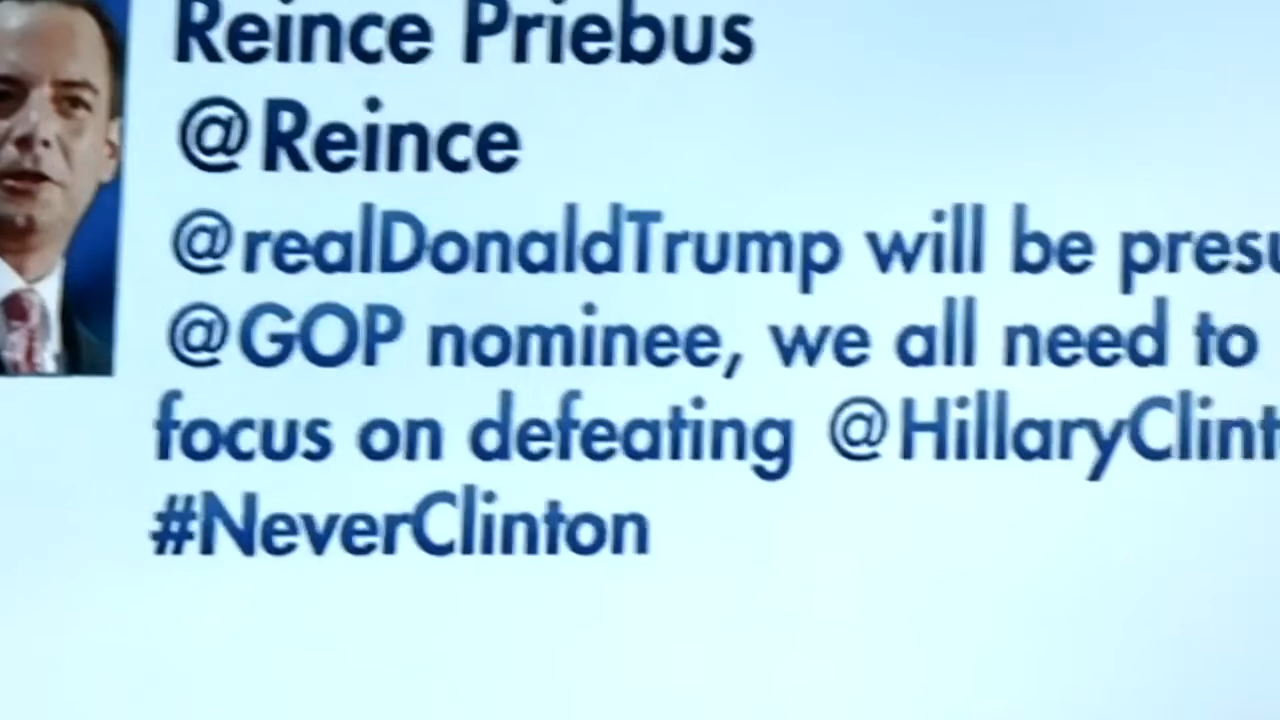 Reince Priebus
@Reince
@realDonaldTrump will be
@GOP nominee, we all need to
focus on defeating
#NeverClinton